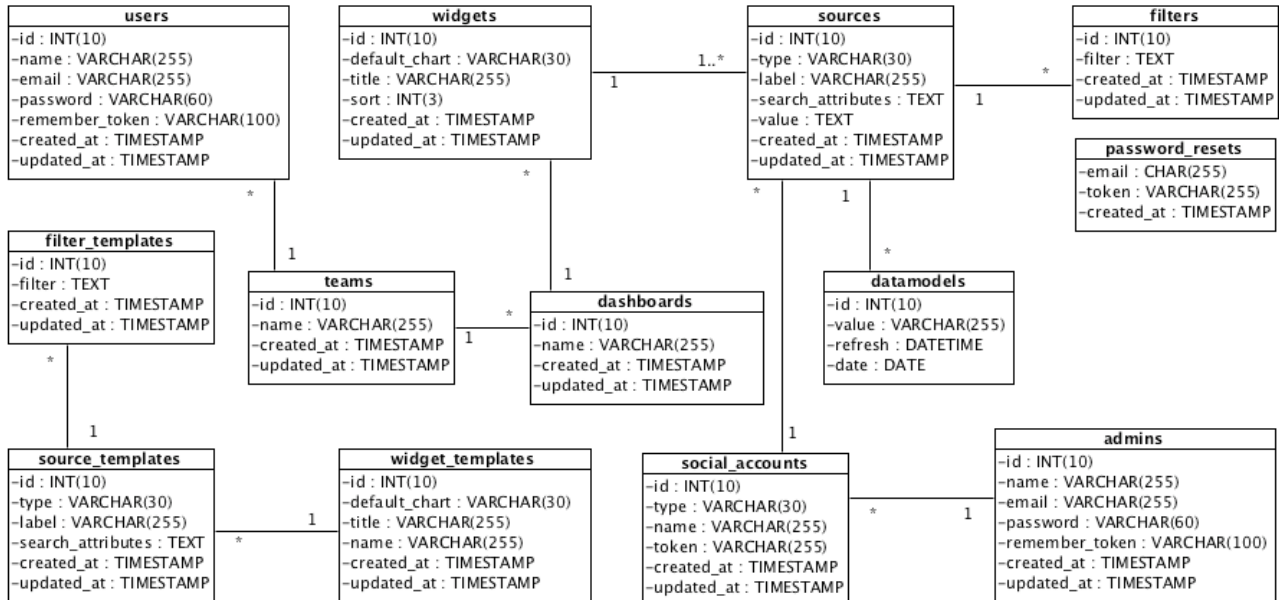 users
-id : INT(10)
-name : VARCHAR(255)
-email : VARCHAR(255)
-password : VARCHAR(60)
-remember_token : VARCHAR(100)
-created_at : TIMESTAMP
-updated_at : TIMESTAMP
*
1
widgets
-id : INT(10)
-default_chart : VARCHAR(30)
-title : VARCHAR(255)
-sort : INT(3)
-created_at : TIMESTAMP
-updated_at : TIMESTAMP
1
1..*
*
1
sources
-id : INT(10)
-type : VARCHAR(30)
-label : VARCHAR(255)
-search_attributes : TEXT
-value : TEXT
-created_at : TIMESTAMP
-updated_at : TIMESTAMP
1
*
*
1
1
*
filters
-id : INT(10)
-filter : TEXT
-created_at : TIMESTAMP
-updated_at : TIMESTAMP
password_resets
-email : CHAR(255)
-token : VARCHAR(255)
-created_at : TIMESTAMP
filter_templates
-id : INT(10)
-filter : TEXT
-created_at : TIMESTAMP
-updated_at : TIMESTAMP
*
1
teams
-id : INT(10)
-name : VARCHAR(255)
-created_at : TIMESTAMP
-updated_at : TIMESTAMP
1
*
dashboards
-id : INT(10)
-name : VARCHAR(255)
-created_at : TIMESTAMP
-updated_at : TIMESTAMP
datamodels
-id : INT(10)
-value : VARCHAR(255)
-refresh : DATETIME
-date : DATE
source_templates
-id : INT(10)
-type : VARCHAR(30)
-label : VARCHAR(255)
-search_attributes : TEXT
-created_at : TIMESTAMP
-updated_at : TIMESTAMP
*
1
widget_templates
-id : INT(10)
-default_chart : VARCHAR(30)
-title : VARCHAR(255)
-name : VARCHAR(255)
-created_at : TIMESTAMP
-updated_at : TIMESTAMP
social_accounts
-id : INT(10)
-type : VARCHAR(30)
-name : VARCHAR(255)
-token : VARCHAR(255)
-created_at : TIMESTAMP
-updated_at : TIMESTAMP
*
1
admins
-id : INT(10)
-name : VARCHAR(255)
-email : VARCHAR(255)
-password : VARCHAR(60)
-remember_token : VARCHAR(100)
-created_at : TIMESTAMP
-updated_at : TIMESTAMP